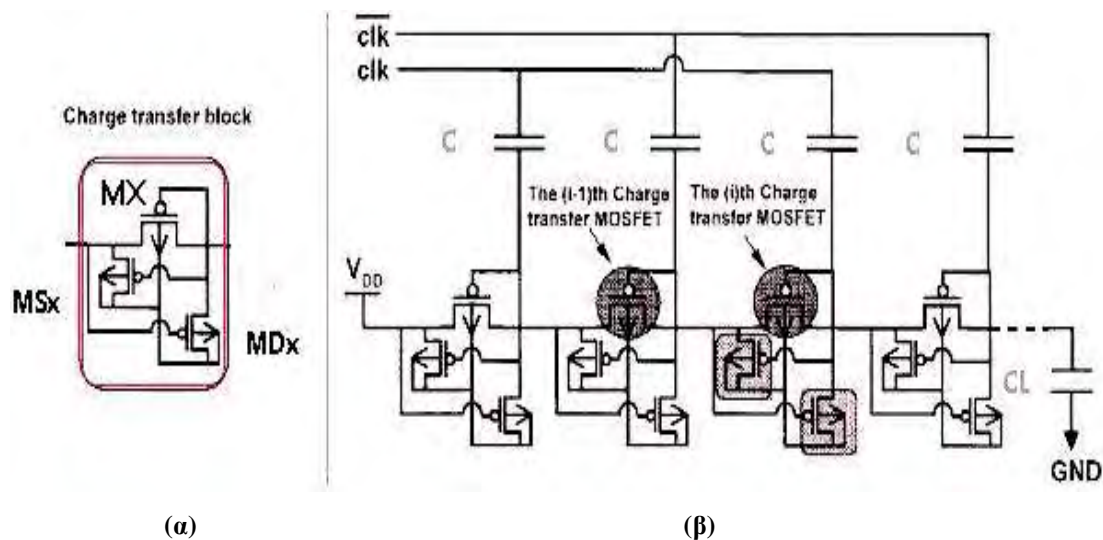 clk
clk
Charge transfer block
MX
MSx
MDx
C
C
C
C
The (i-1)th Charge
transfer MOSFET
The (i)th Charge
transfor MOSFET
VDD
CL
GND
(α)
(β)